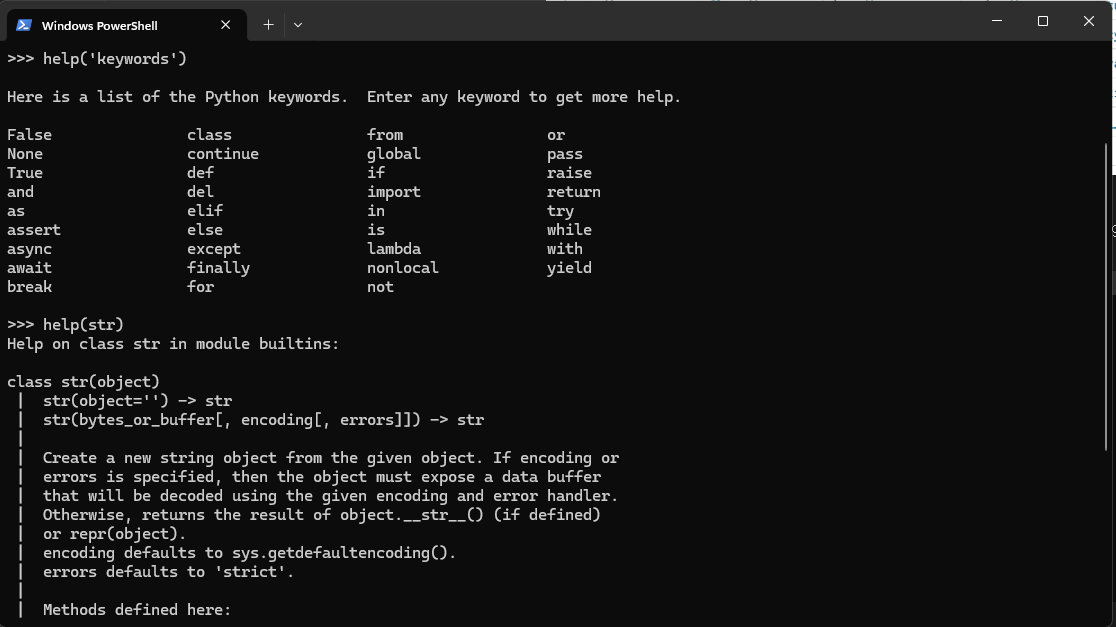 Windows PowerShell
>>> help('keywords')
Here is a list of the Python keywords.  Enter any keyword to get more help.
False               class               from                or
None                continue            global              pass
True                def                 if                  raise
and                 del                 import              return
as                  elif                in                  try
assert              else                is                  while
async               except              lambda              with
await               finally             nonlocal            yield
break               for                 not
>>> help(str)
Help on class str in module builtins:
class str(object)
 |  str(object='') -> str
 |  str(bytes_or_buffer[, encoding[, errors]]) -> str
 |
 |  Create a new string object from the given object. If encoding or
 |  errors is specified, then the object must expose a data buffer
 |  that will be decoded using the given encoding and error handler.
 |  Otherwise, returns the result of object.__str__() (if defined)
 |  or repr(object).
 |  encoding defaults to sys.getdefaultencoding().
 |  errors defaults to 'strict'.
 |
 |  Methods defined here: